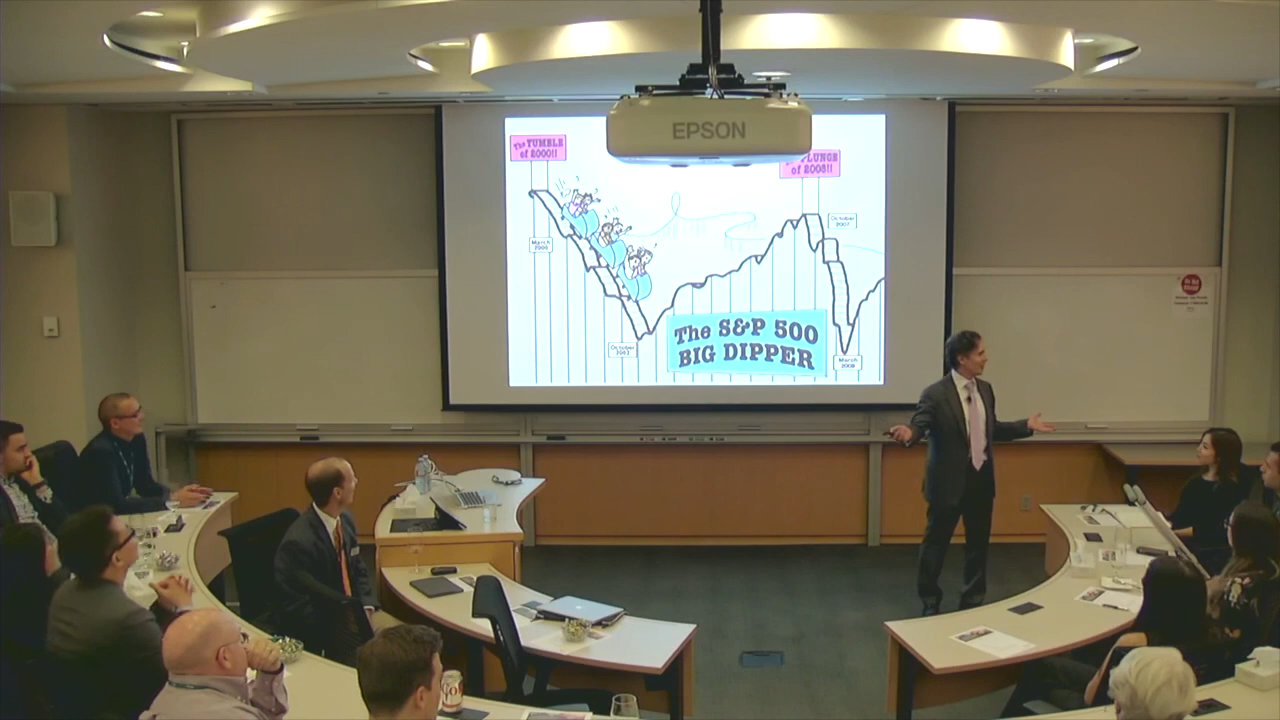 EPSON
The TUMBLE
of 2000!!
PLUNGE
of 2008!!
October
2007
March
2000
The S&P 500
BIG DIPPER
October
2002
March